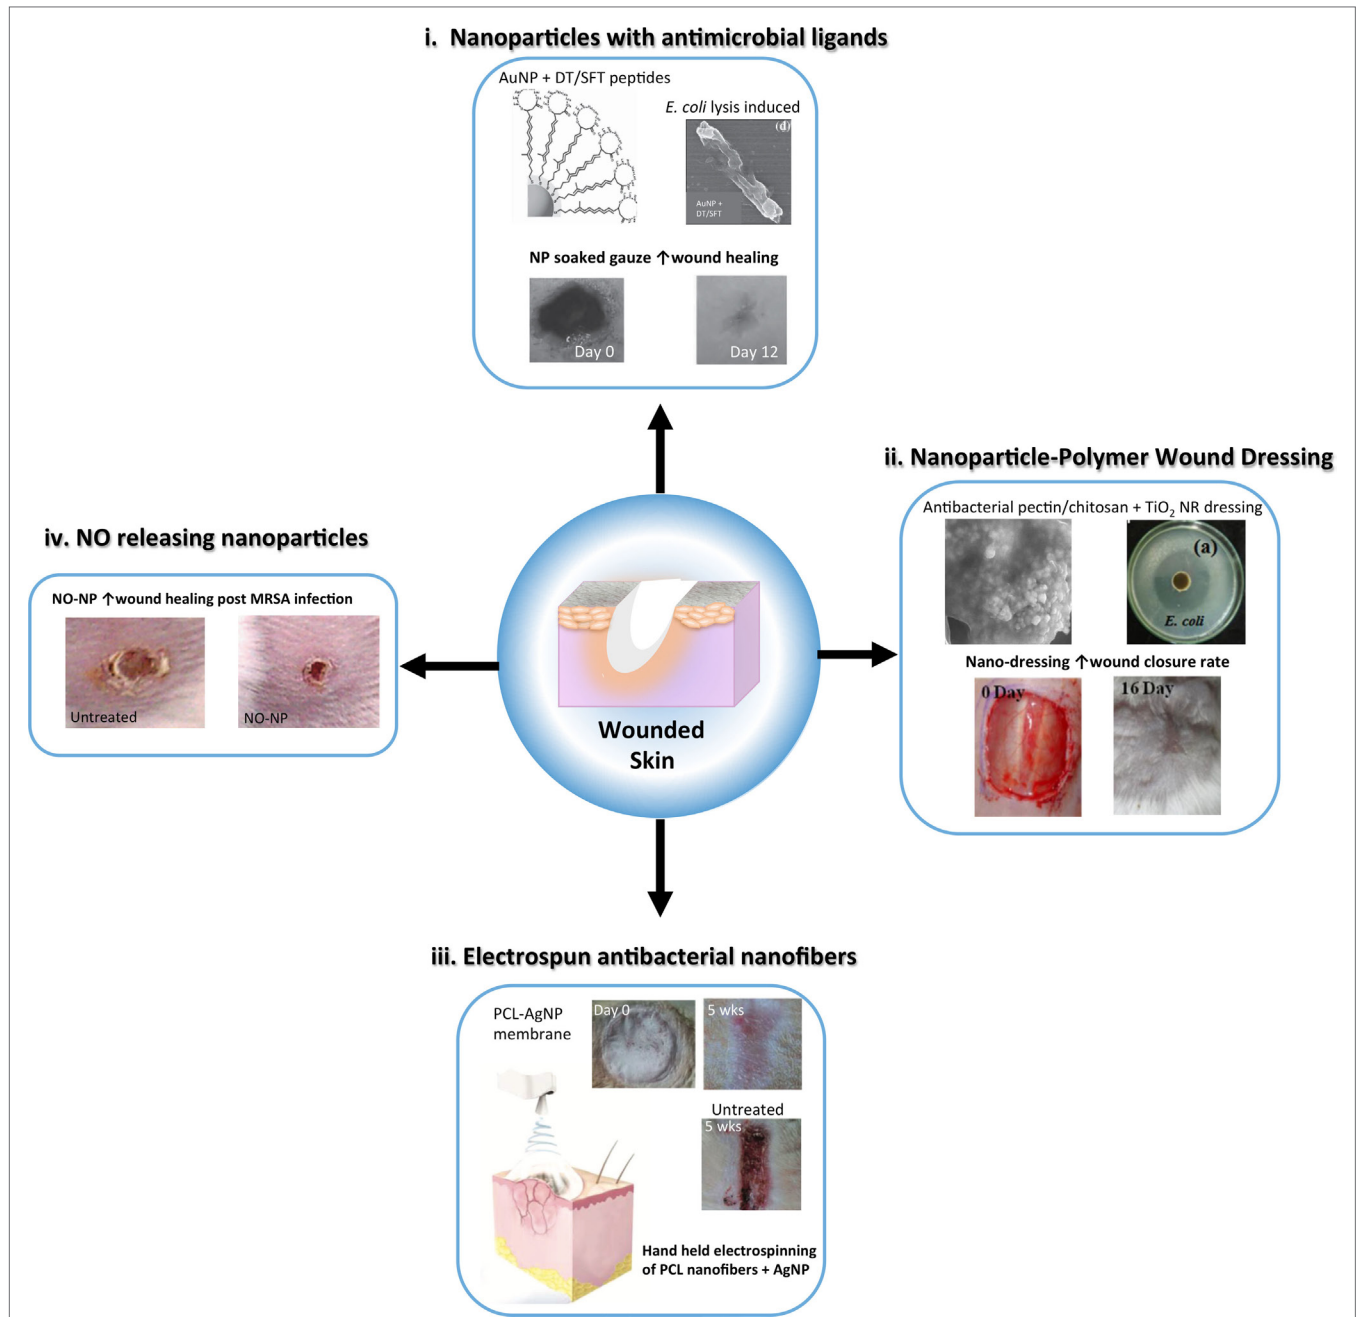 i. Nanoparticles with antimicrobial ligands
AuNP + DT/SFT peptides
E. coli lysis induced
(d)
AuNP +
DT/SFT
NP soaked gauze ↑wound healing
Day 0
Day 12
ii. Nanoparticle-Polymer Wound Dressing
Antibacterial pectin/chitosan + TiO2 NR dressing
(a)
E. coli
Nano-dressing ↑wound closure rate
0 Day
16 Day
iv. NO releasing nanoparticles
NO-NP ↑wound healing post MRSA infection
Untreated
NO-NP
Wounded
Skin
iii. Electrospun antibacterial nanofibers
PCL-AgNP
membrane
Day 0
5 wks
Untreated
5 wks
Hand held electrospinning
of PCL nanofibers + AgNP